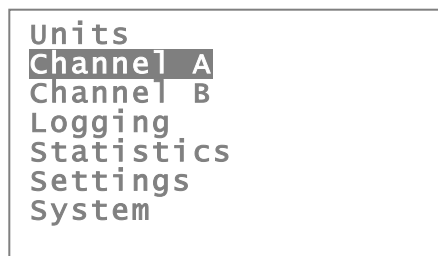 Units
Channel A
Channel B
Logging
Statistics
Settings
System